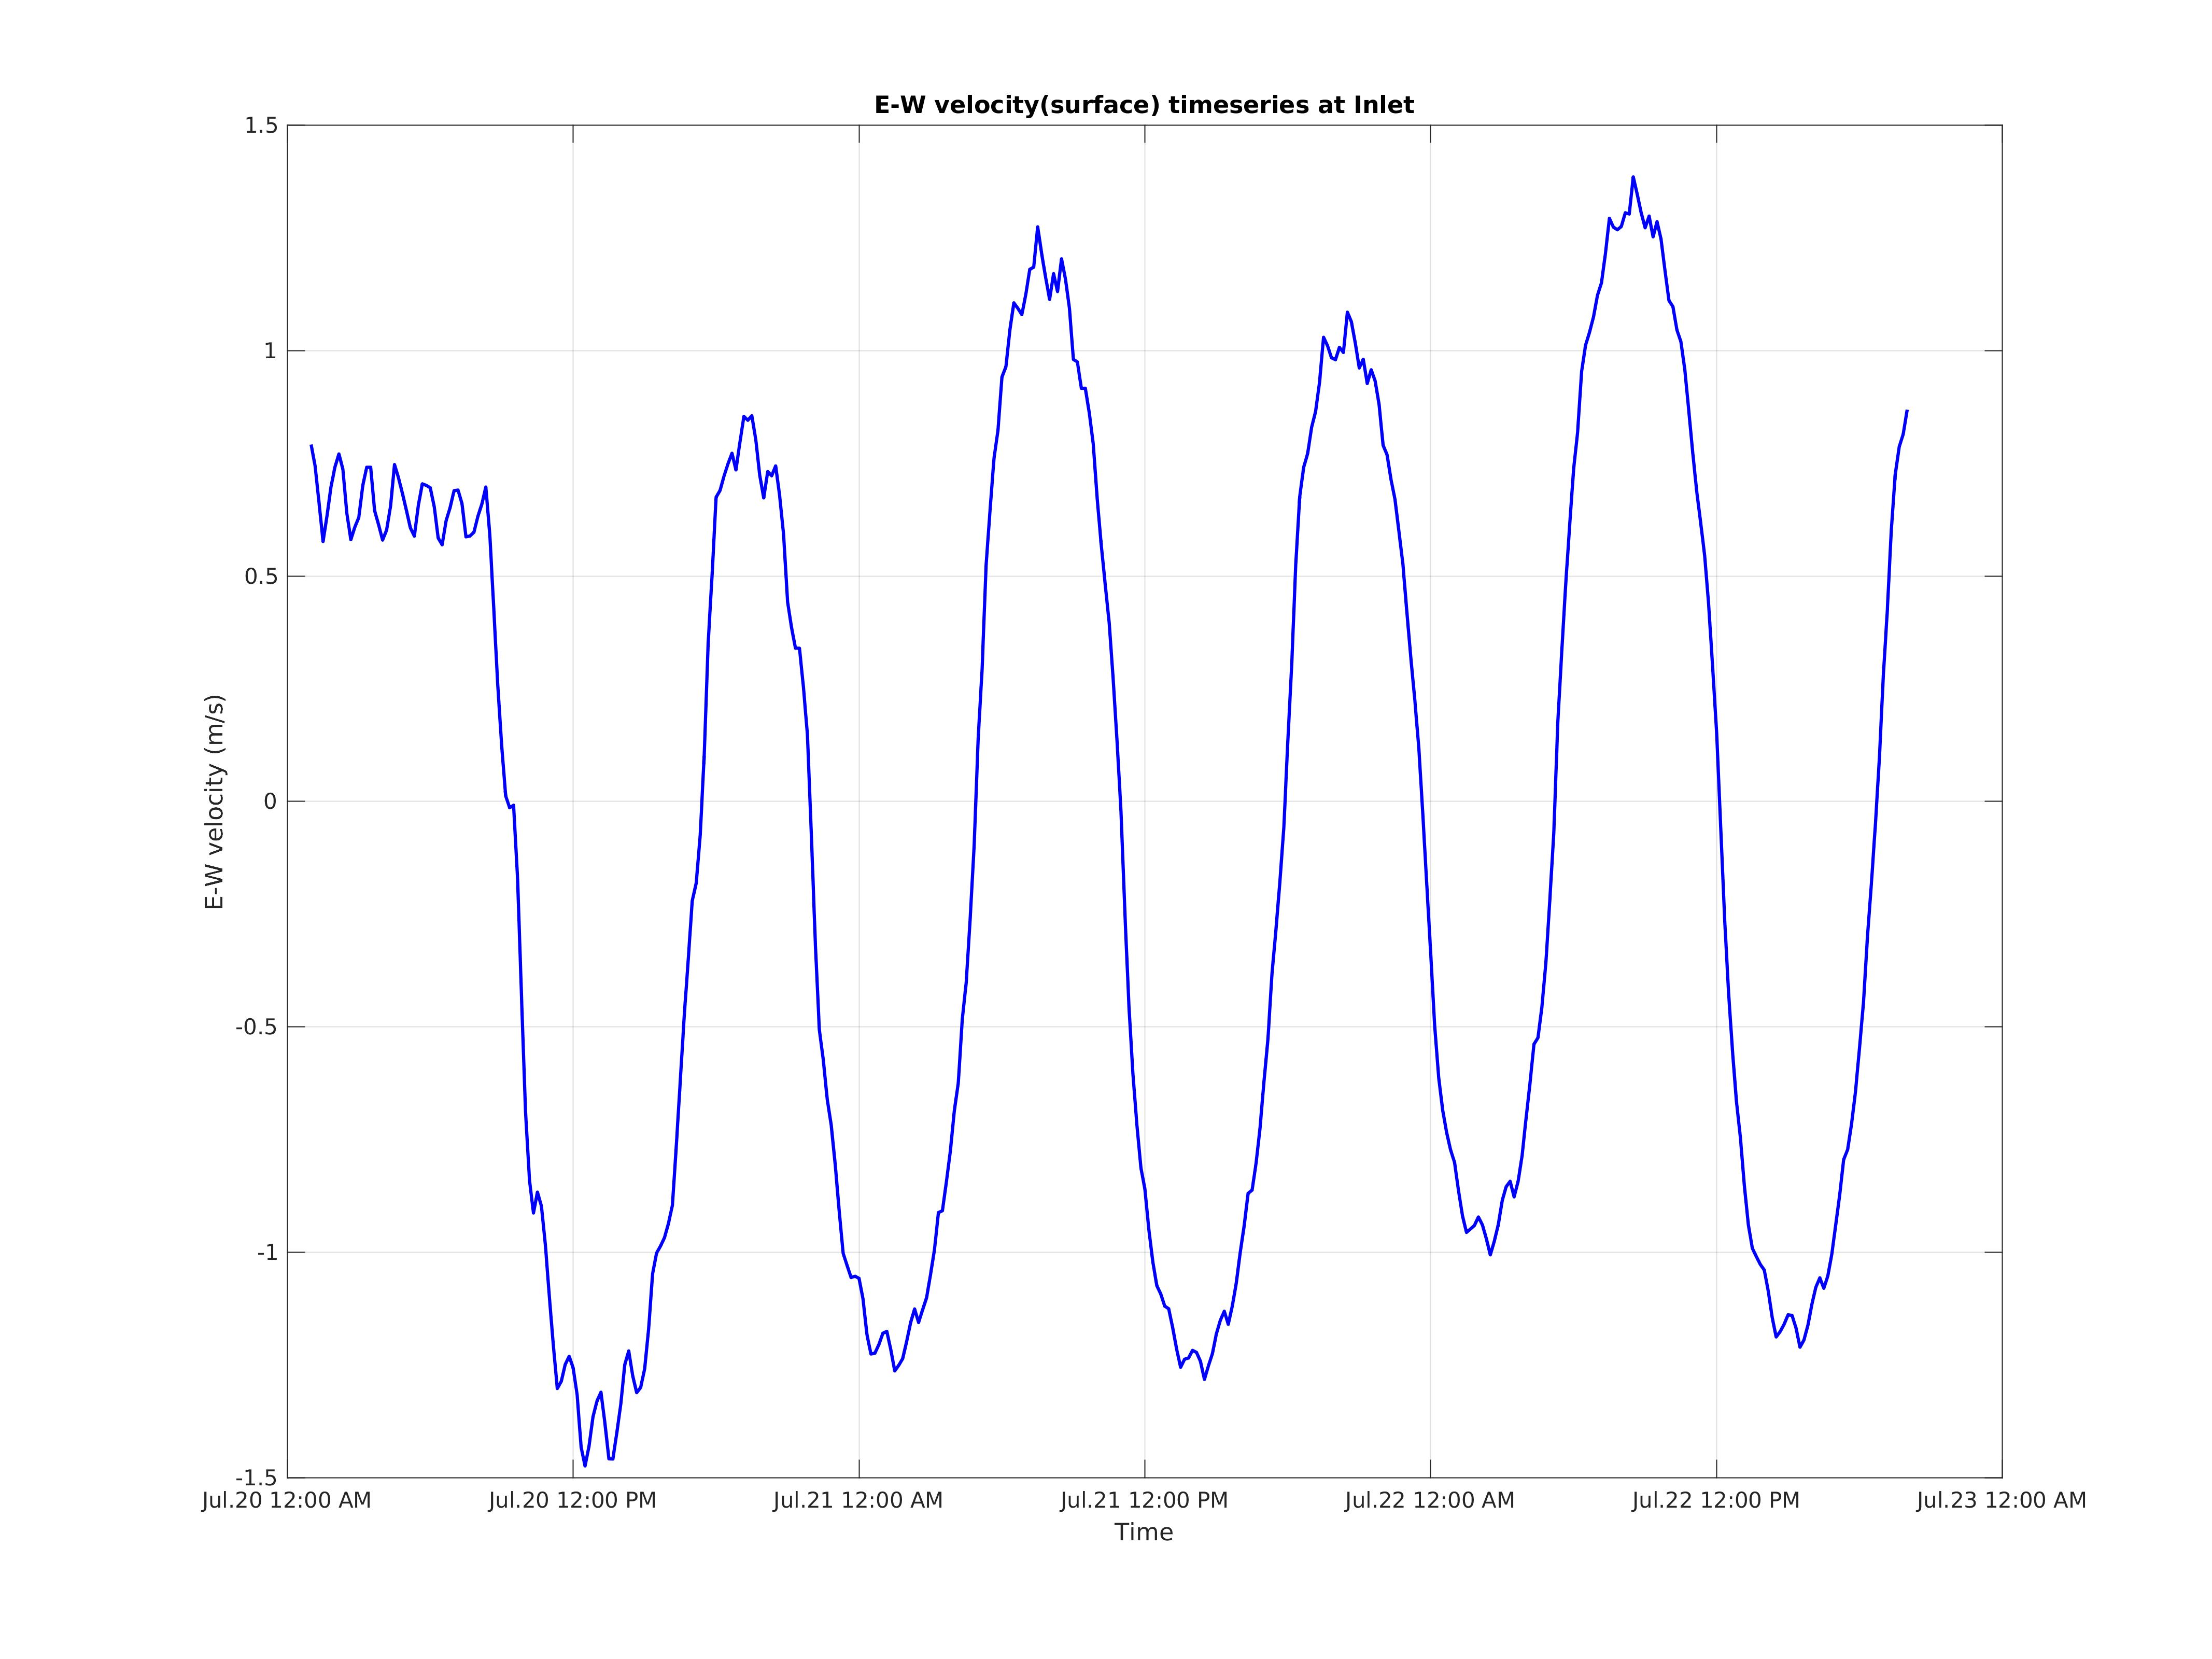 E-W velocity(surface) timeseries at Inlet
1.5
1
0.5
0
-0.5
-1
-1.5
E-W velocity (m/s)
Jul.20 12:00 AM Jul.20 12:00 PM Jul.21 12:00 AM Jul.21 12:00 PM Jul.22 12:00 AM Jul.22 12:00 PM Jul.23 12:00 AM
Time